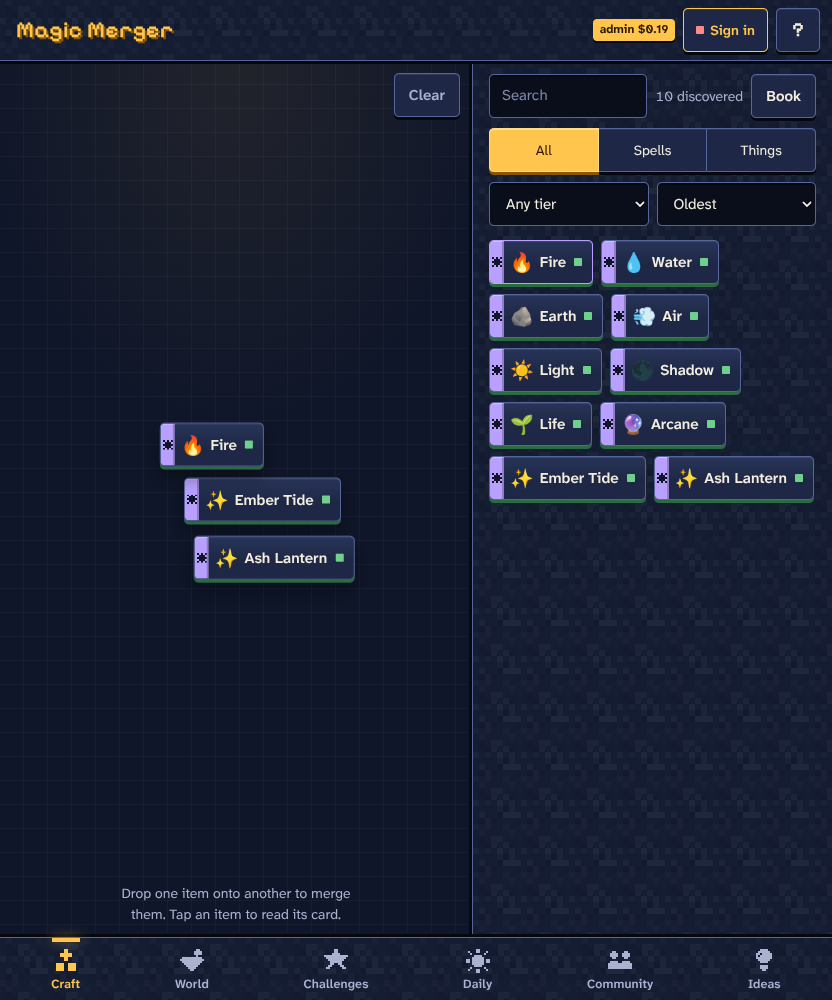 Magic Merger
admin $0.19
Sign in
?
Clear
Search
10 discovered
Book
All
Spells
Things
Any tier
Oldest
Fire
Water
Earth
Air
Light
Shadow
Life
Arcane
Ember Tide
Ash Lantern
Fire
Ember Tide
Ash Lantern
Drop one item onto another to merge
them. Tap an item to read its card.
Craft
World
Challenges
Daily
Community
Ideas